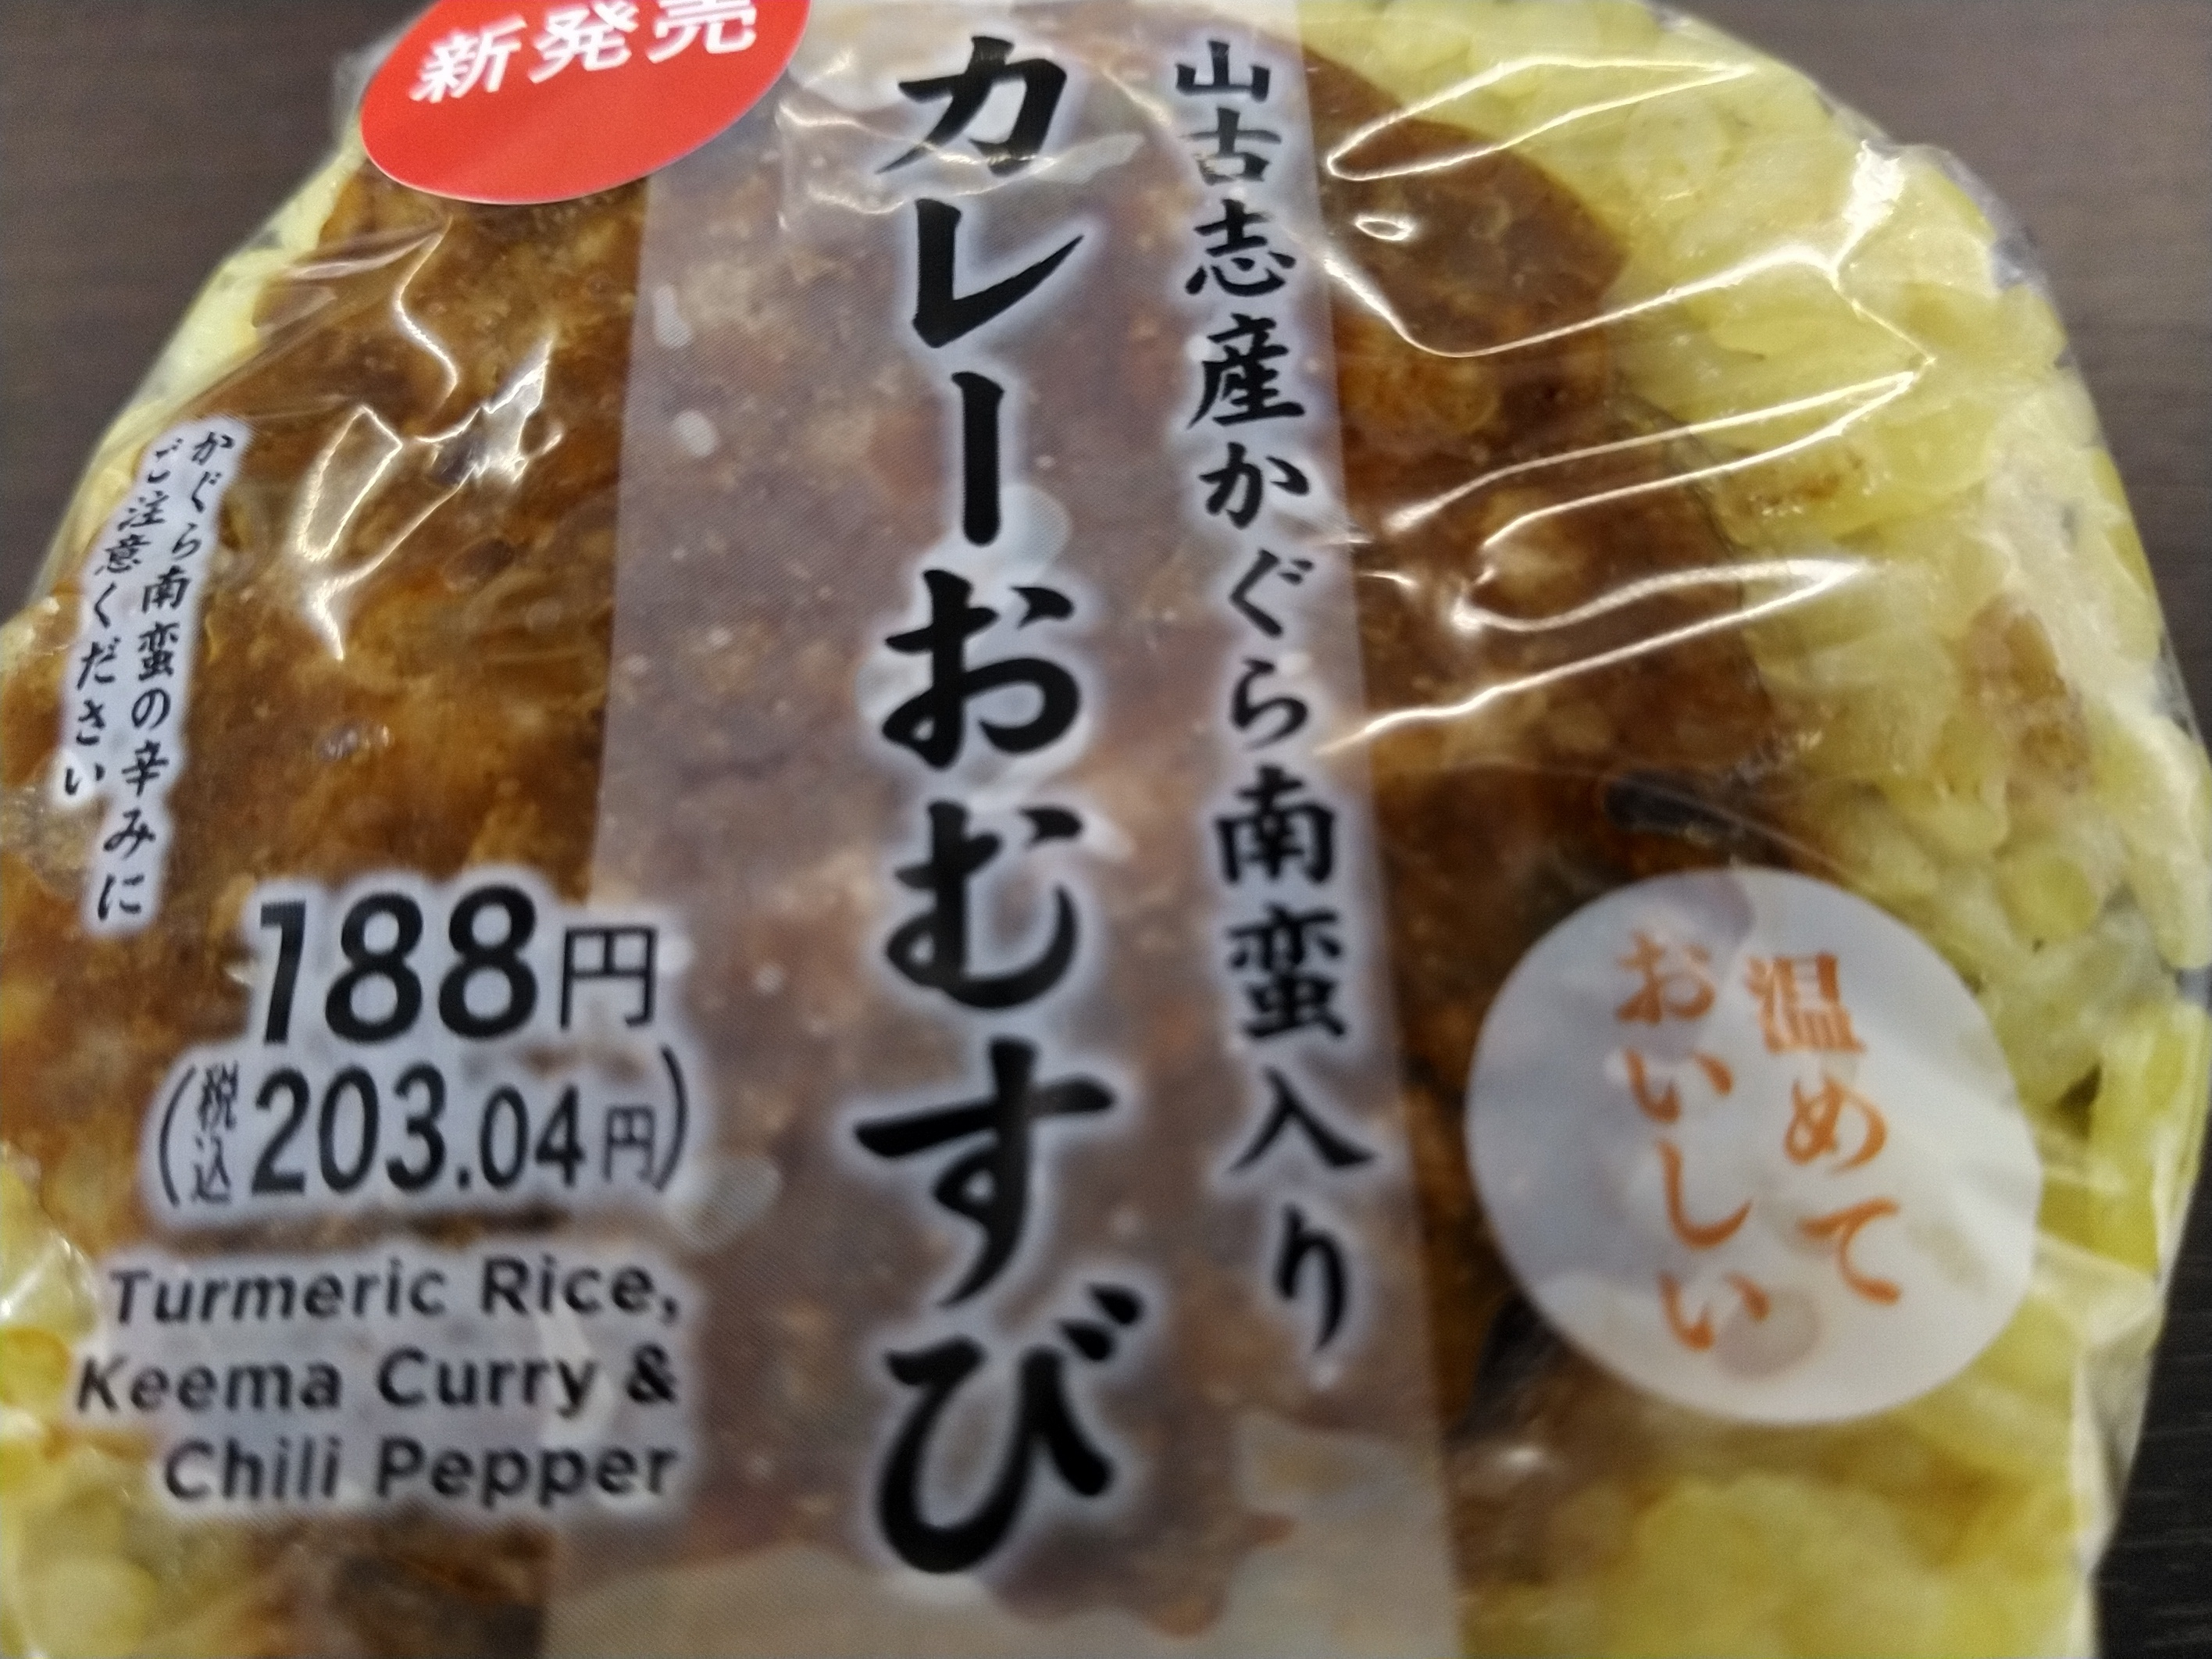 新発売
山古志産かぐら南蛮入り
カレーおむすび
かぐら南蛮の辛みに
ご注意ください
188円
(税込203.04円)
Turmeric Rice,
Keema Curry &
Chili Pepper
温めて
おいしい